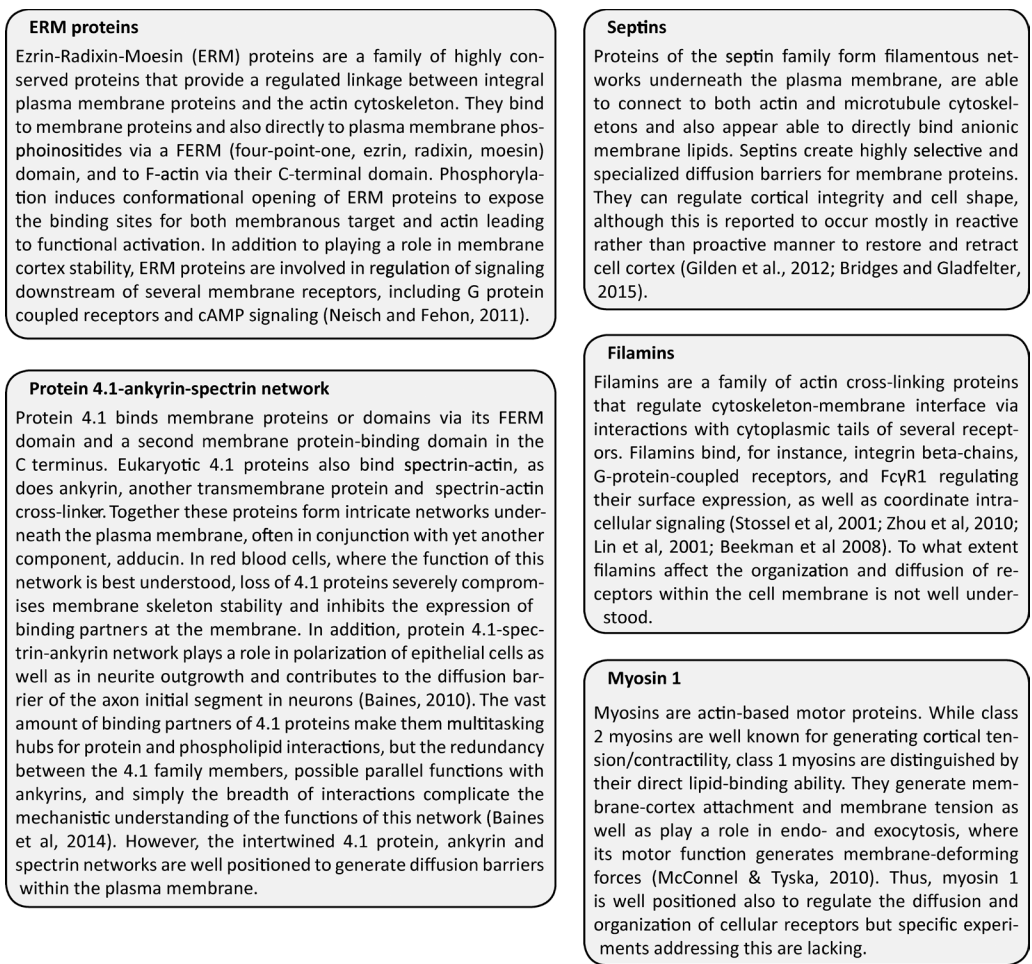 ERM proteins
Ezrin-Radixin-Moesin (ERM) proteins are a family of highly con-
served proteins that provide a regulated linkage between integral
plasma membrane proteins and the actin cytoskeleton. They bind
to membrane proteins and also directly to plasma membrane phos-
phoinositides via a FERM (four-point-one, ezrin, radixin, moesin)
domain, and to F-actin via their C-terminal domain. Phosphoryla-
tion induces conformational opening of ERM proteins to expose
the binding sites for both membranous target and actin leading
to functional activation. In addition to playing a role in membrane
cortex stability, ERM proteins are involved in regulation of signaling
downstream of several membrane receptors, including G protein
coupled receptors and cAMP signaling (Neisch and Fehon, 2011).
Protein 4.1-ankyrin-spectrin network
Protein 4.1 binds membrane proteins or domains via its FERM
domain and a second membrane protein-binding domain in the
C terminus. Eukaryotic 4.1 proteins also bind spectrin-actin, as
does ankyrin, another transmembrane protein and spectrin-actin
cross-linker. Together these proteins form intricate networks under-
neath the plasma membrane, often in conjunction with yet another
component, adducin. In red blood cells, where the function of this
network is best understood, loss of 4.1 proteins severely comprom-
ises membrane skeleton stability and inhibits the expression of
binding partners at the membrane. In addition, protein 4.1-spec-
trin-ankyrin network plays a role in polarization of epithelial cells as
well as in neurite outgrowth and contributes to the diffusion bar-
rier of the axon initial segment in neurons (Baines, 2010). The vast
amount of binding partners of 4.1 proteins make them multitasking
hubs for protein and phospholipid interactions, but the redundancy
between the 4.1 family members, possible parallel functions with
ankyrins, and simply the breadth of interactions complicate the
mechanistic understanding of the functions of this network (Baines
et al, 2014). However, the intertwined 4.1 protein, ankyrin and
spectrin networks are well positioned to generate diffusion barriers
within the plasma membrane.
Septins
Proteins of the septin family form filamentous net-
works underneath the plasma membrane, are able
to connect to both actin and microtubule cytoskel-
etons and also appear able to directly bind anionic
membrane lipids. Septins create highly selective and
specialized diffusion barriers for membrane proteins.
They can regulate cortical integrity and cell shape,
although this is reported to occur mostly in reactive
rather than proactive manner to restore and retract
cell cortex (Gilden et al., 2012; Bridges and Gladfelter,
2015).
Filamins
Filamins are a family of actin cross-linking proteins
that regulate cytoskeleton-membrane interface via
interactions with cytoplasmic tails of several recept-
ors. Filamins bind, for instance, integrin beta-chains,
G-protein-coupled receptors, and FcγR1 regulating
their surface expression, as well as coordinate intra-
cellular signaling (Stossel et al, 2001; Zhou et al, 2010;
Lin et al, 2001; Beekman et al 2008). To what extent
filamins affect the organization and diffusion of re-
ceptors within the cell membrane is not well under-
stood.
Myosin 1
Myosins are actin-based motor proteins. While class
2 myosins are well known for generating cortical ten-
sion/contractility, class 1 myosins are distinguished by
their direct lipid-binding ability. They generate mem-
brane-cortex attachment and membrane tension as
well as play a role in endo- and exocytosis, where
its motor function generates membrane-deforming
forces (McConnel & Tyska, 2010). Thus, myosin 1
is well positioned also to regulate the diffusion and
organization of cellular receptors but specific experi-
ments addressing this are lacking.